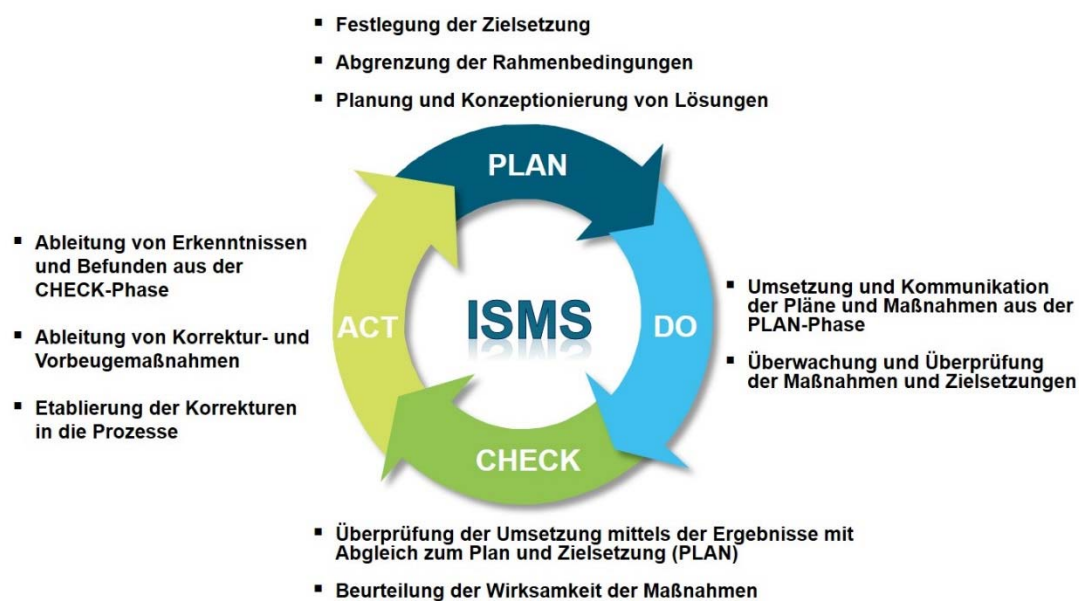 ▪ Festlegung der Zielsetzung
▪ Abgrenzung der Rahmenbedingungen
▪ Planung und Konzeptionierung von Lösungen
PLAN
▪ Ableitung von Erkenntnissen
und Befunden aus der
CHECK-Phase
▪ Ableitung von Korrektur- und
Vorbeugemaßnahmen
▪ Etablierung der Korrekturen
in die Prozesse
ACT
ISMS
DO
▪ Umsetzung und Kommunikation
der Pläne und Maßnahmen aus der
PLAN-Phase
▪ Überwachung und Überprüfung
der Maßnahmen und Zielsetzungen
CHECK
▪ Überprüfung der Umsetzung mittels der Ergebnisse mit
Abgleich zum Plan und Zielsetzung (PLAN)
▪ Beurteilung der Wirksamkeit der Maßnahmen